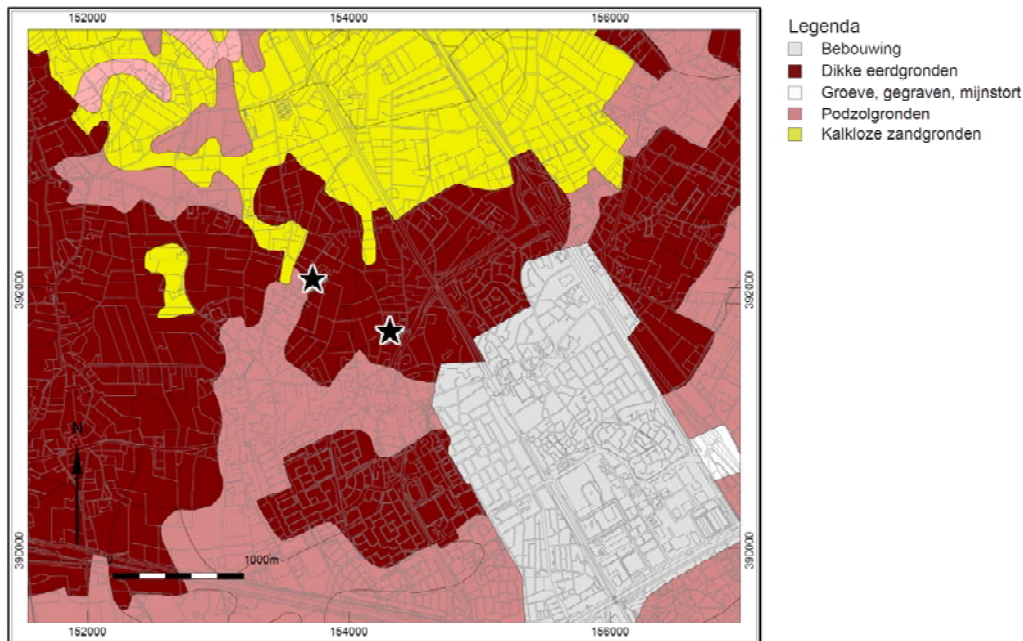 152000 154000 156000
Legenda
Bebouwing
Dikke eerdgronden
Groeve, gegraven, mijnstort
Podzolgronden
Kalkloze zandgronden
392000 392000
N
390000 390000
0 1000m
152000 154000 156000